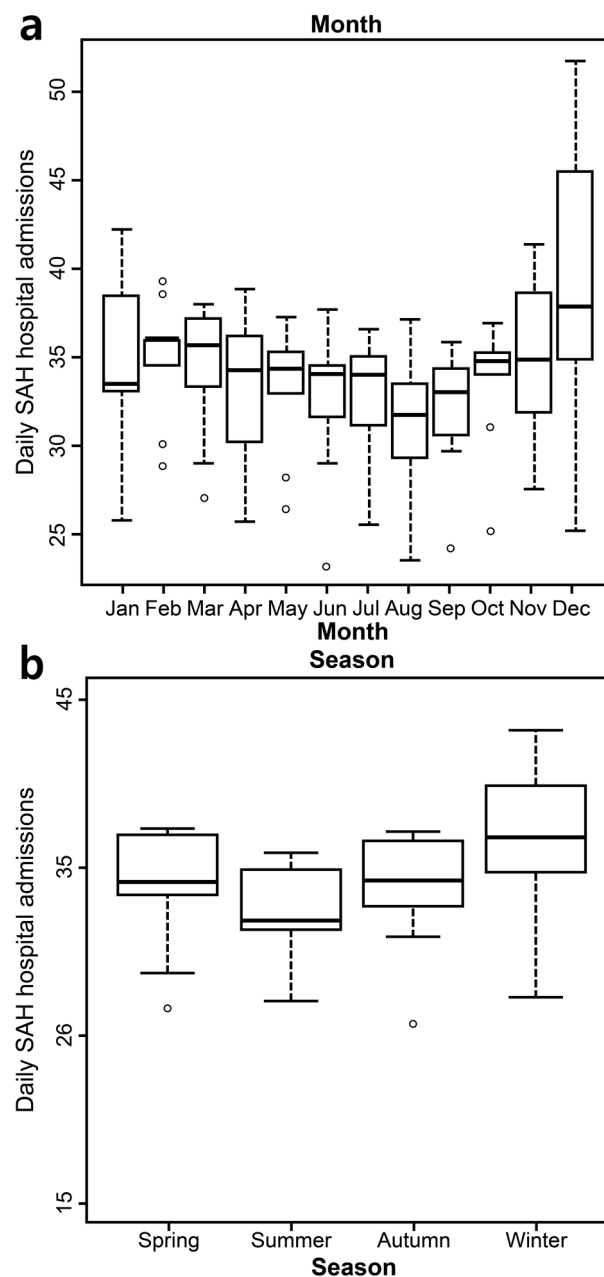 a
Month
Daily SAH hospital admissions
50
45
40
35
30
25
Jan Feb Mar Apr May Jun Jul Aug Sep Oct Nov Dec
Month
b
Season
Daily SAH hospital admissions
45
35
26
15
Spring Summer Autumn Winter
Season